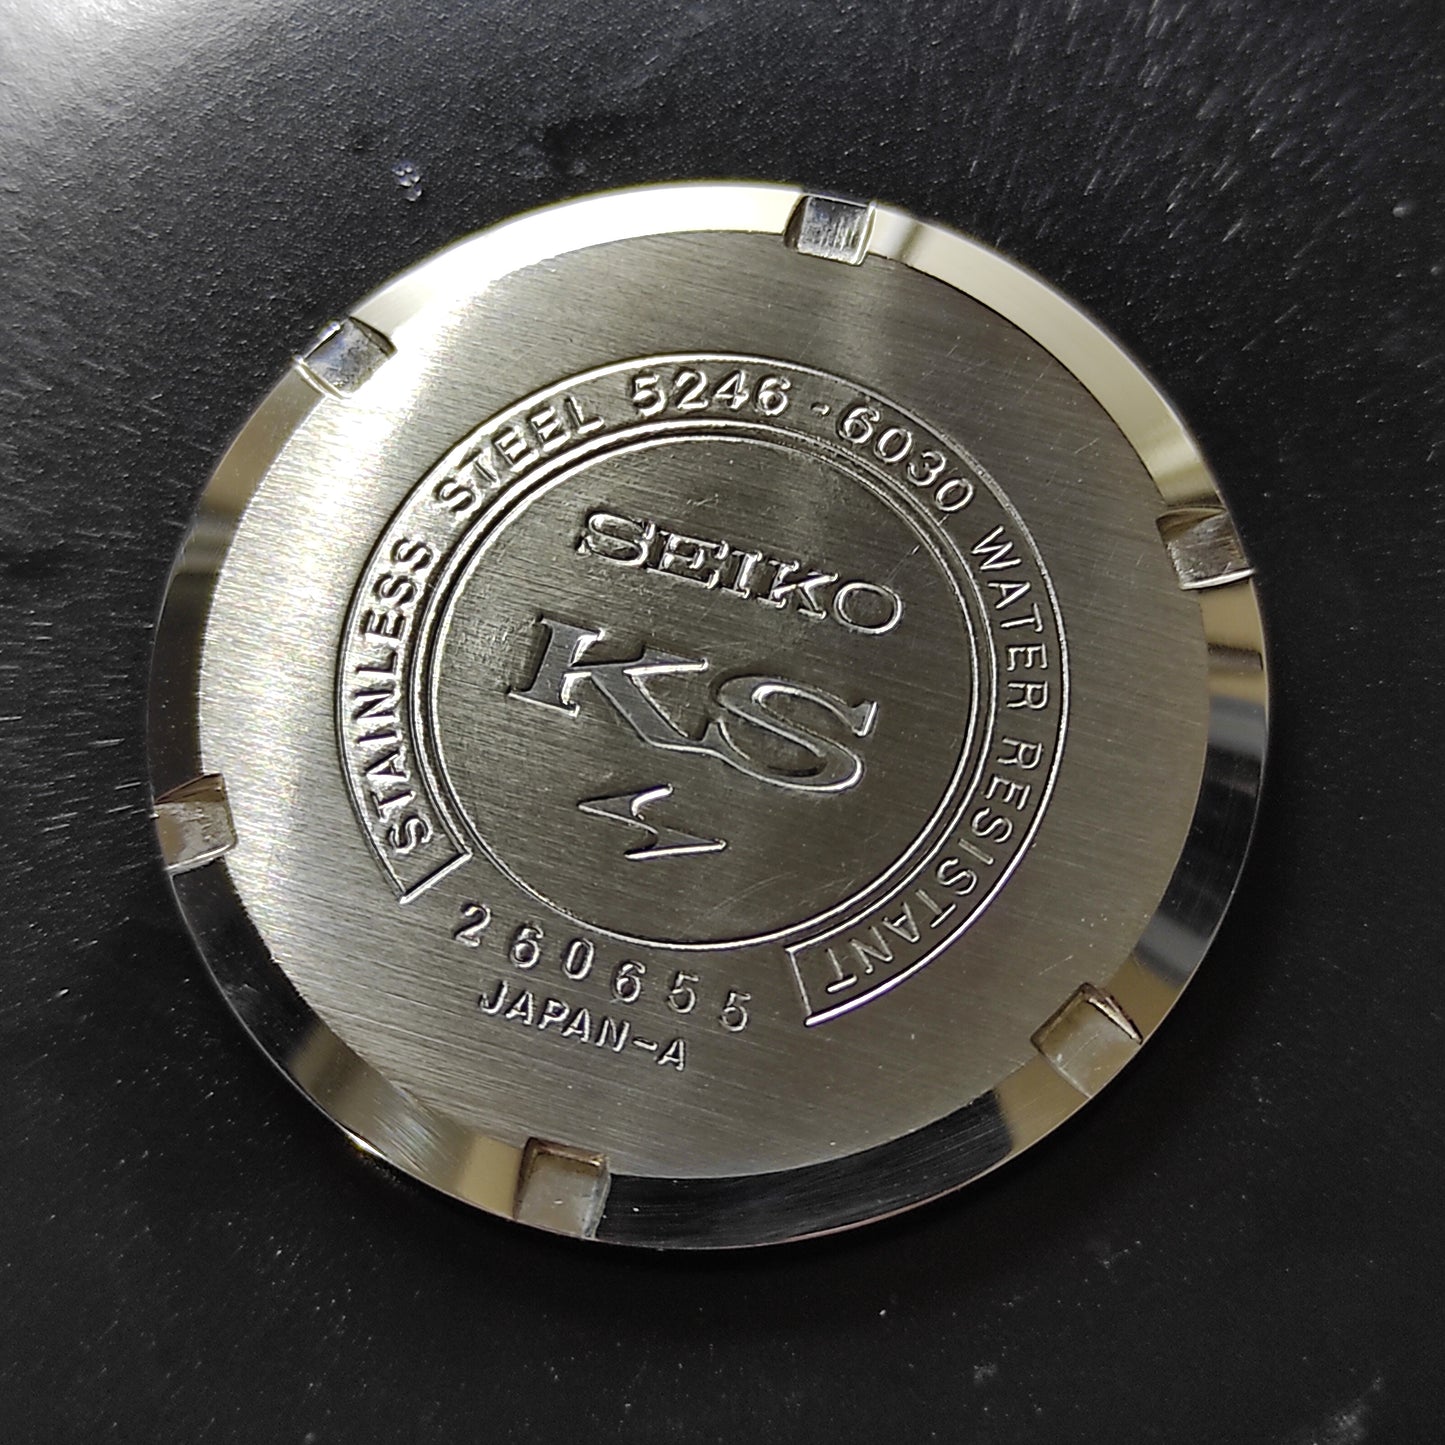 STAINLESS STEEL 5246-6030 WATER RESISTANT
SEIKO
KS
260655
JAPAN-A